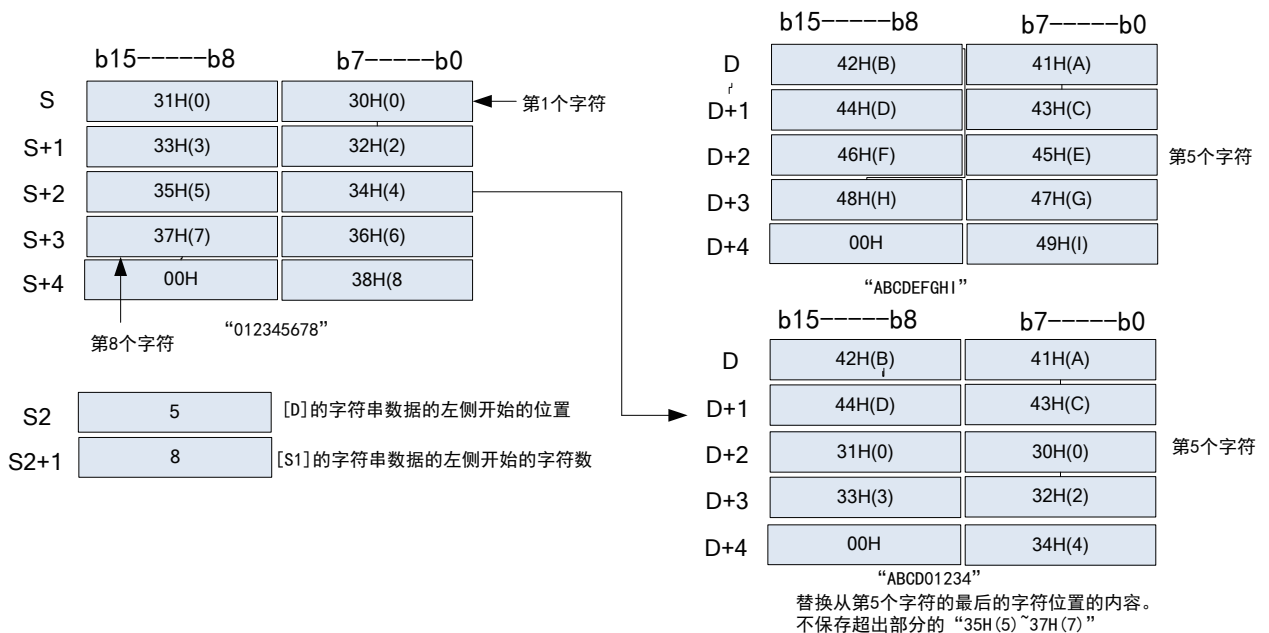 b15-----b8 b7-----b0
S 31H(0) 30H(0) 第1个字符
S+1 33H(3) 32H(2)
S+2 35H(5) 34H(4)
S+3 37H(7) 36H(6)
S+4 00H 38H(8
第8个字符
“012345678”
S2 5 [D]的字符串数据的左侧开始的位置
S2+1 8 [S1]的字符串数据的左侧开始的字符数
b15-----b8 b7-----b0
D 42H(B) 41H(A)
D+1 44H(D) 43H(C)
D+2 46H(F) 45H(E) 第5个字符
D+3 48H(H) 47H(G)
D+4 00H 49H(I)
“ABCDEFGHI”
b15-----b8 b7-----b0
D 42H(B) 41H(A)
D+1 44H(D) 43H(C)
D+2 31H(0) 30H(0) 第5个字符
D+3 33H(3) 32H(2)
D+4 00H 34H(4)
“ABCD01234”
替换从第5个字符的最后的字符位置的内容。
不保存超出部分的“35H(5)~37H(7)”